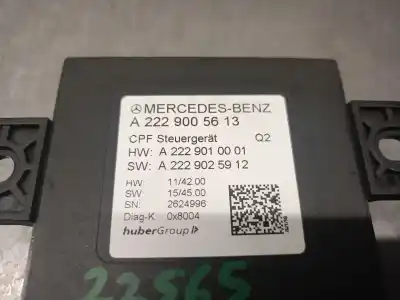 MERCEDES-BENZ
A 222 900 56 13
CPF Steuergerät Q2
HW: A 222 901 00 01
SW: A 222 902 59 12
HW: 11/42.00
SW: 15/45.00
SN: 2624996
Diag-K 0x8004
huberGroup
22565